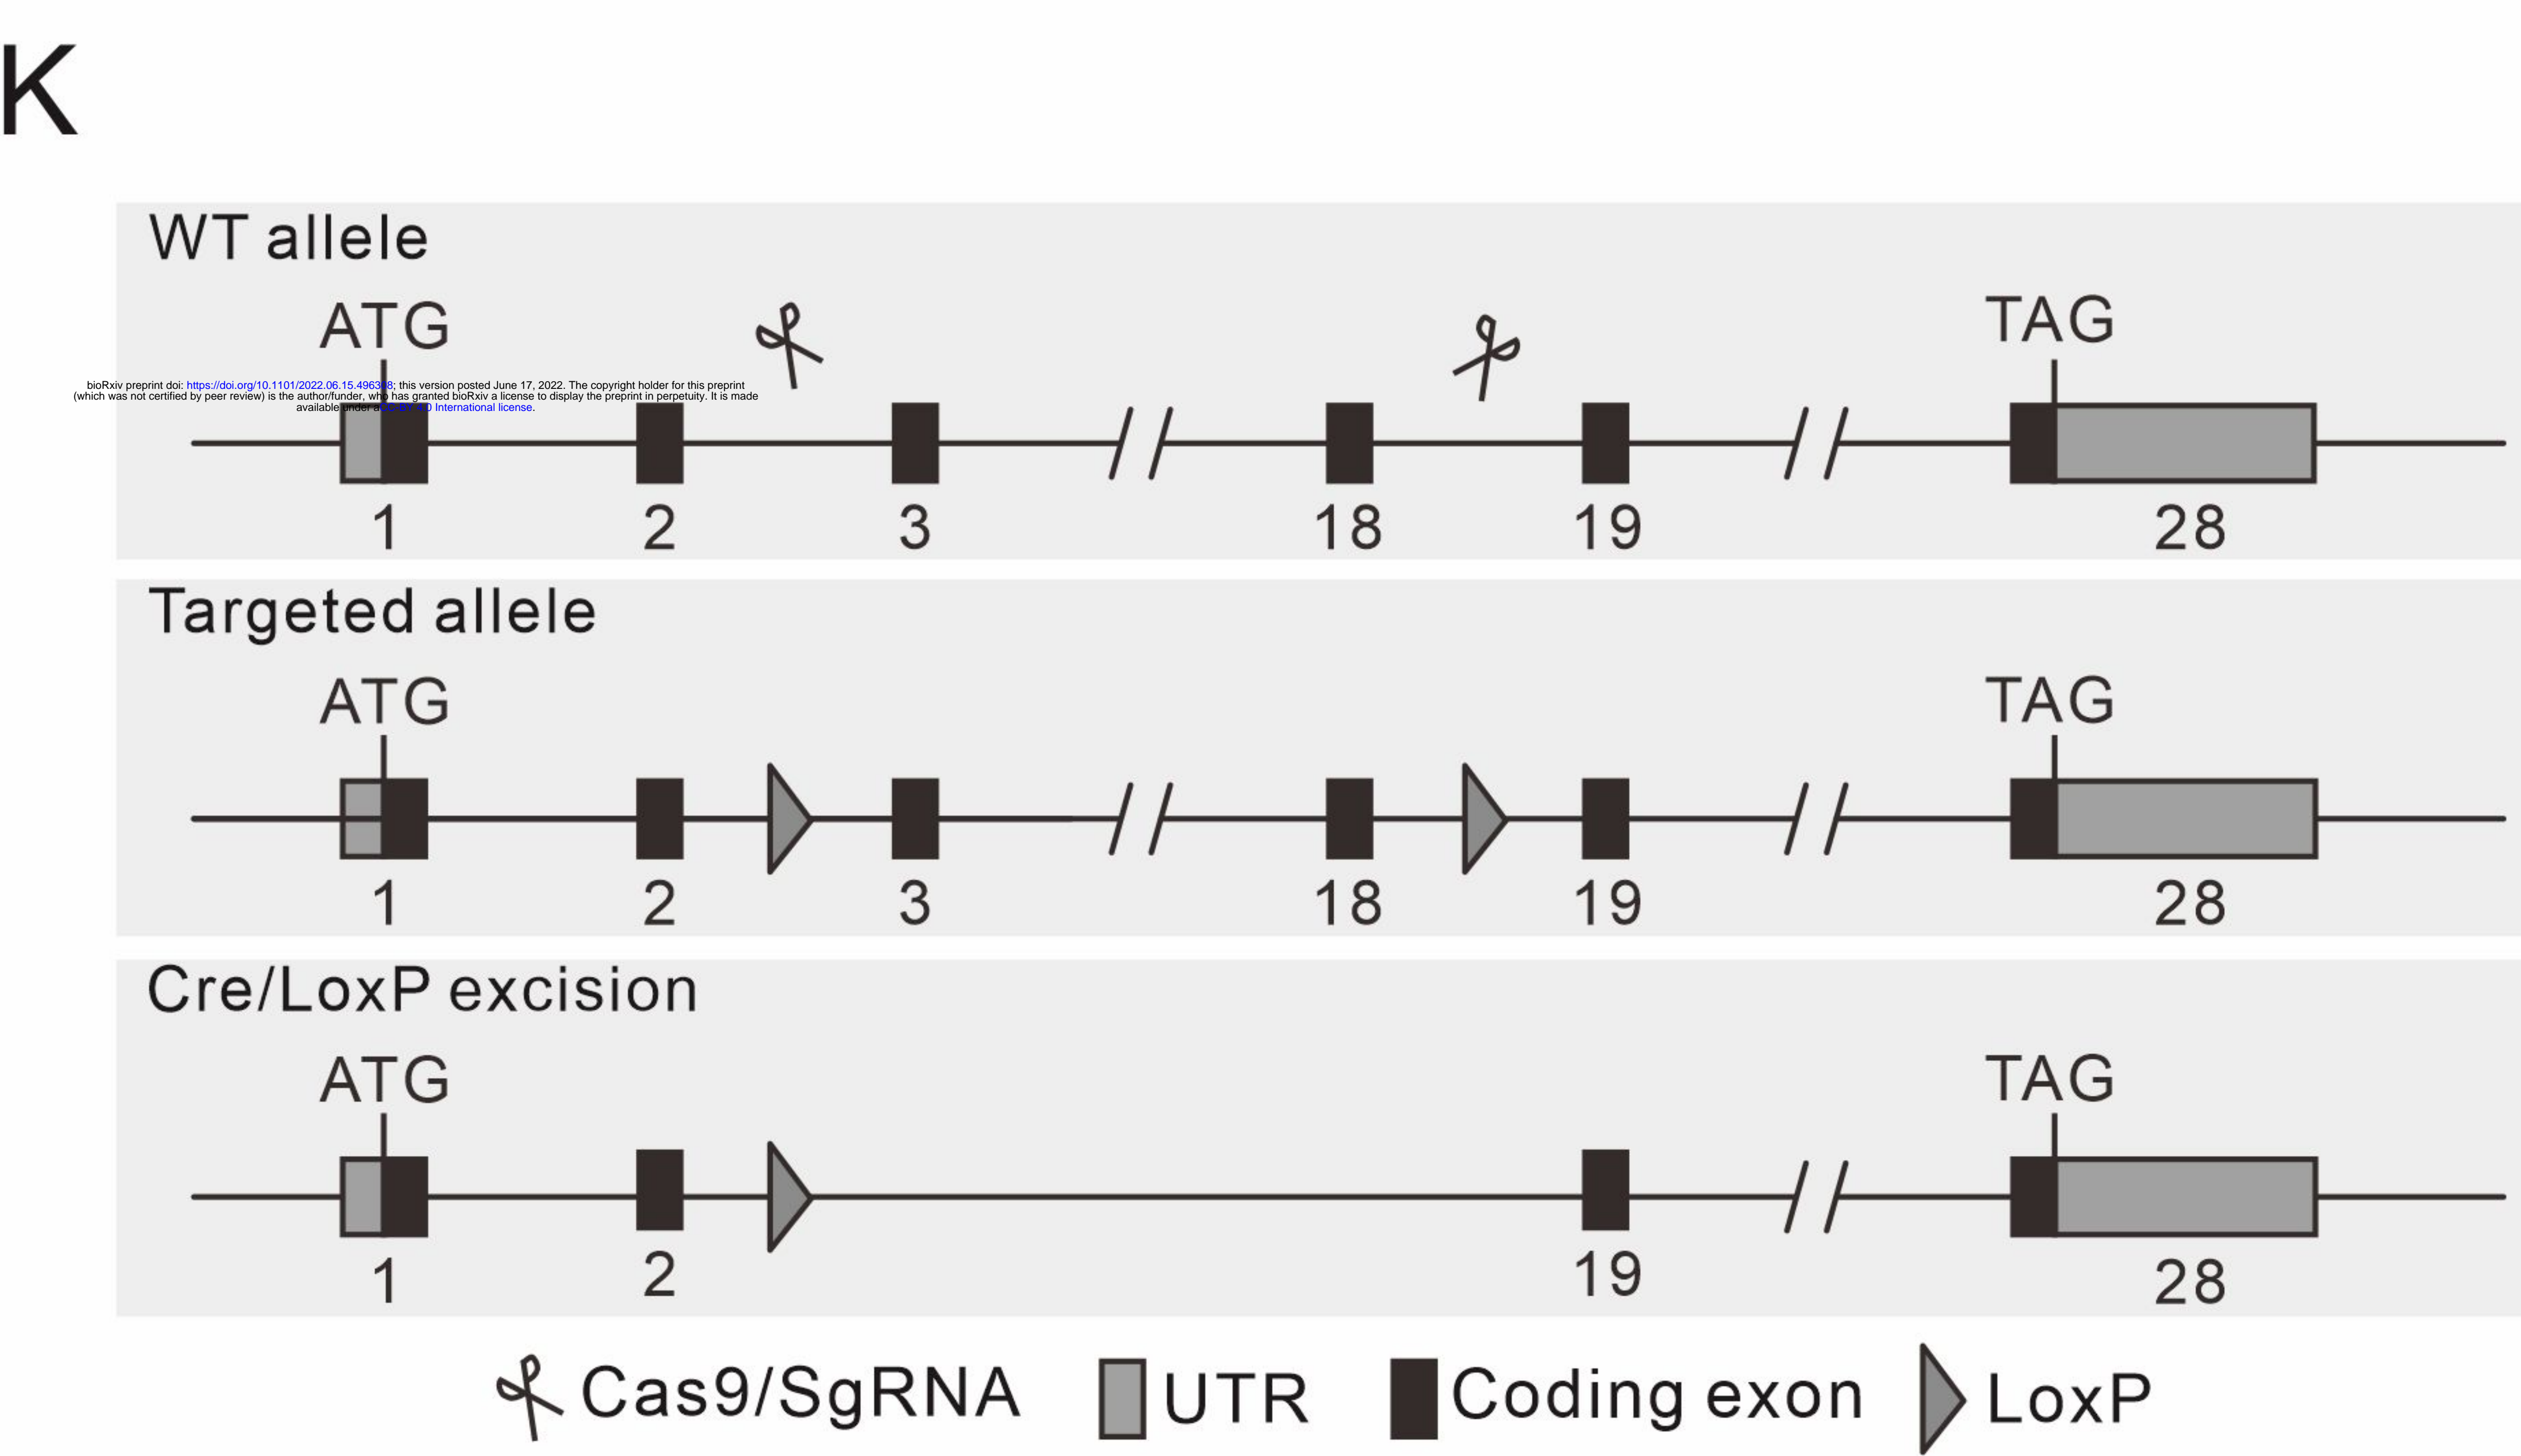 K
WT allele
ATG TAG
bioRxiv preprint doi: https://doi.org/10.1101/2022.06.15.496308; this version posted June 17, 2022. The copyright holder for this preprint
(which was not certified by peer review) is the author/funder, who has granted bioRxiv a license to display the preprint in perpetuity. It is made
available under aCC-BY 4.0 International license.
1 2 3 18 19 28
Targeted allele
ATG TAG
1 2 3 18 19 28
Cre/LoxP excision
ATG TAG
1 2 19 28
Cas9/SgRNA UTR Coding exon LoxP